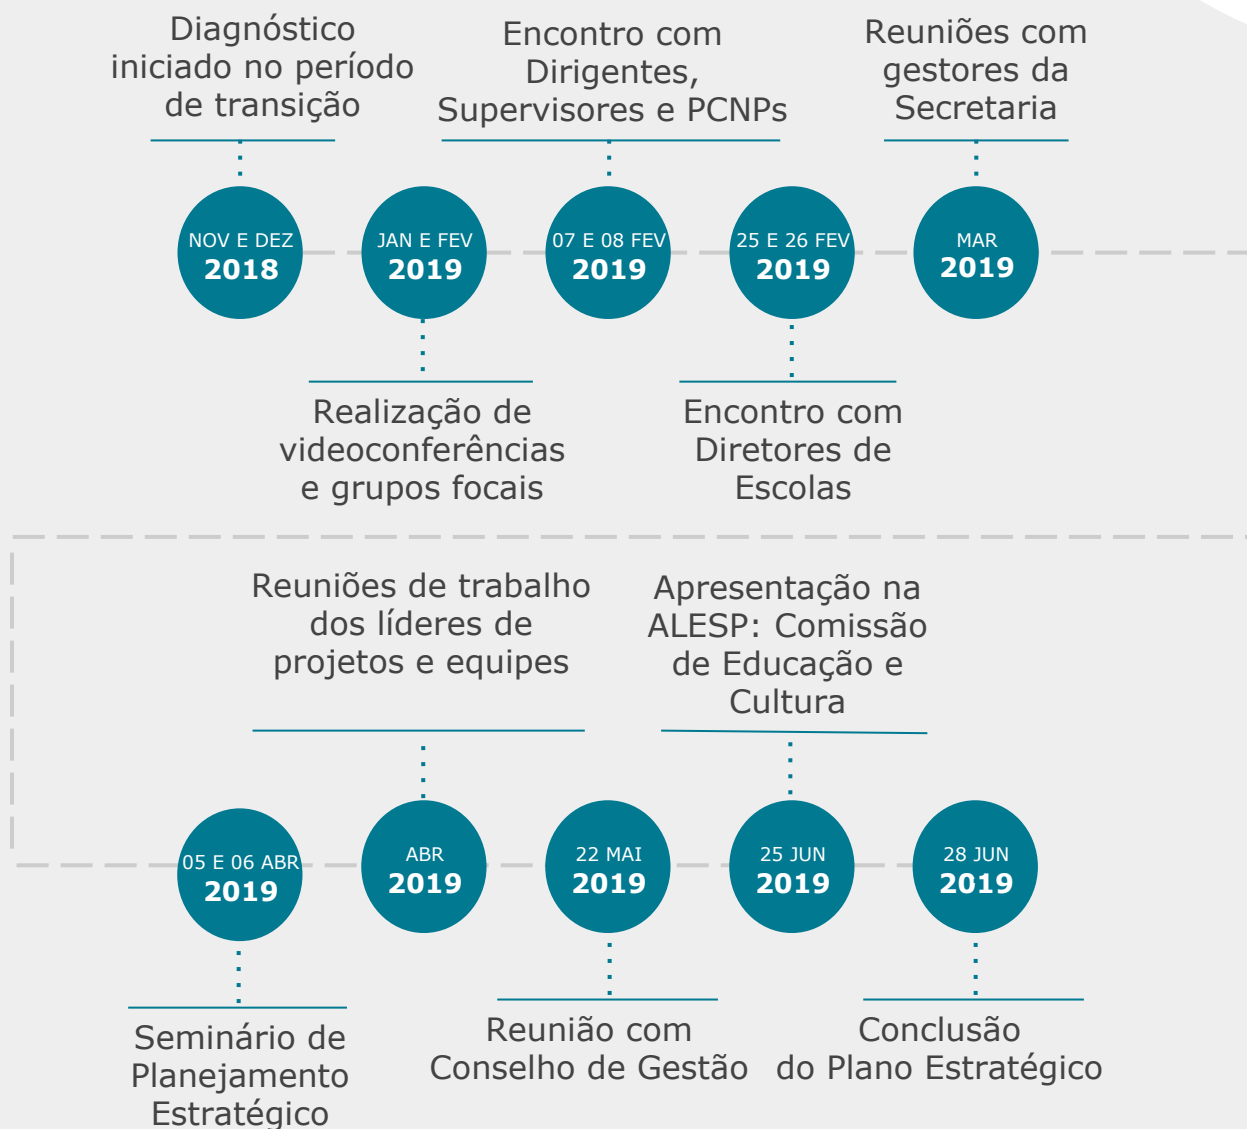 Diagnóstico
iniciado no período
de transição
Encontro com
Dirigentes,
Supervisores e PCNPs
Reuniões com
gestores da
Secretaria
NOV E DEZ
2018
JAN E FEV
2019
07 E 08 FEV
2019
25 E 26 FEV
2019
MAR
2019
Realização de
videoconferências
e grupos focais
Encontro com
Diretores de
Escolas
Reuniões de trabalho
dos líderes de
projetos e equipes
Apresentação na
ALESP: Comissão
de Educação e
Cultura
05 E 06 ABR
2019
ABR
2019
22 MAI
2019
25 JUN
2019
28 JUN
2019
Seminário de
Planejamento
Estratégico
Reunião com
Conselho de Gestão
Conclusão
do Plano Estratégico